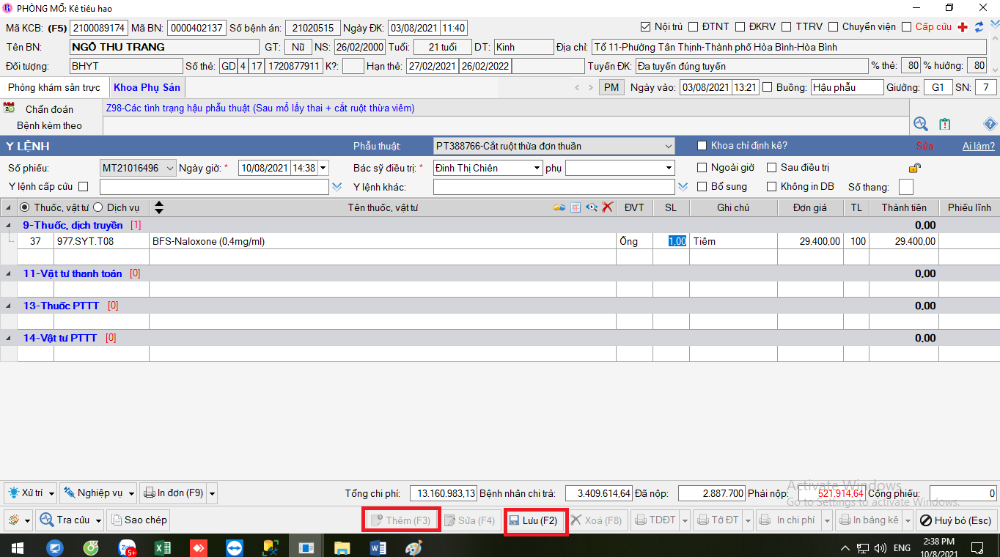 PHÒNG MỔ: Kê tiêu hao
Mã KCB: (F5) 2100089174 Mã BN: 0000402137 Số bệnh án: 21020515 Ngày ĐK: 03/08/2021 11:40 Nội trú ĐTNT ĐKRV TTRV Chuyển viện Cấp cứu
Tên BN: NGÔ THU TRANG GT: Nữ NS: 26/02/2000 Tuổi: 21 tuổi DT: Kinh Địa chỉ: Tổ 11-Phường Tân Thịnh-Thành phố Hòa Bình-Hòa Bình
Đối tượng: BHYT Số thẻ: GD 4 17 1720877911 K?: Hạn thẻ: 27/02/2021 26/02/2022 Tuyến ĐK: Đa tuyến đúng tuyến % thẻ: 80 % hưởng: 80
Phòng khám sản trực Khoa Phụ Sản < > PM Ngày vào: 03/08/2021 13:21 Buồng: Hậu phẫu Giường: G1 SN: 7
Chẩn đoán Z98-Các tình trạng hậu phẫu thuật (Sau mổ lấy thai + cắt ruột thừa viêm)
Bệnh kèm theo
Y LỆNH Phẫu thuật: PT388766-Cắt ruột thừa đơn thuần Khoa chỉ định kê? Sửa Ai làm?
Số phiếu: MT21016496 Ngày giờ: * 10/08/2021 14:38 Bác sỹ điều trị: * Đinh Thị Chiên phụ Ngoài giờ Sau điều trị
Y lệnh cấp cứu Y lệnh khác: Bổ sung Không in DB Số thang:
Thuốc, vật tư Dịch vụ Tên thuốc, vật tư ĐVT SL Ghi chú Đơn giá TL Thành tiền Phiếu lĩnh
9-Thuốc, dịch truyền [1] 0.00
37 977.SYT.T08 BFS-Naloxone (0,4mg/ml) Ống 1,00 Tiêm 29.400,00 100 29.400,00
11-Vật tư thanh toán [0] 0.00
13-Thuốc PTTT [0] 0.00
14-Vật tư PTTT [0] 0.00
Activate Windows
Xử trí Nghiệp vụ In đơn (F9) Tổng chi phí: 13.160.983,13 Bệnh nhân chi trả: 3.409.614,64 Đã nộp: 2.887.700 Phải nộp: 521.914,64 Cộng phiếu: 0
Go to Settings to activate Windows.
Tra cứu Sao chép Thêm (F3) Sửa (F4) Lưu (F2) Xoá (F8) TDĐT Tờ ĐT In chi phí In bảng kê Huỷ bỏ (Esc)
5+ ENG 2:38 PM
10/8/2021